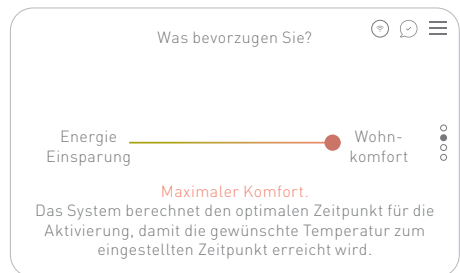 Was bevorzugen Sie?
Energie
Einsparung
Wohn-
komfort
Maximaler Komfort.
Das System berechnet den optimalen Zeitpunkt für die
Aktivierung, damit die gewünschte Temperatur zum
eingestellten Zeitpunkt erreicht wird.